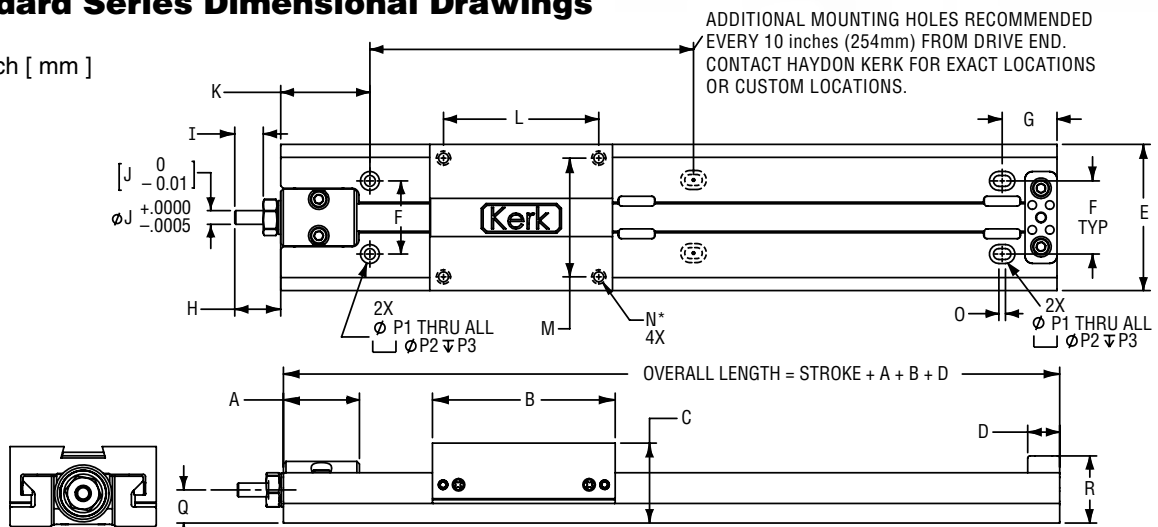 dard Series Dimensional Drawings
ch [ mm ]
ADDITIONAL MOUNTING HOLES RECOMMENDED
EVERY 10 inches (254mm) FROM DRIVE END.
CONTACT HAYDON KERK FOR EXACT LOCATIONS
OR CUSTOM LOCATIONS.
K
I
L
G
[J 0 -0.01]
ØJ +.0000 -.0005
F
Kerk
F
TYP
E
H
2X
Ø P1 THRU ALL
⌴ ØP2 ↧P3
M
N*
4X
O
2X
Ø P1 THRU ALL
⌴ ØP2 ↧P3
OVERALL LENGTH = STROKE + A + B + D
A
B
C
D
Q
R